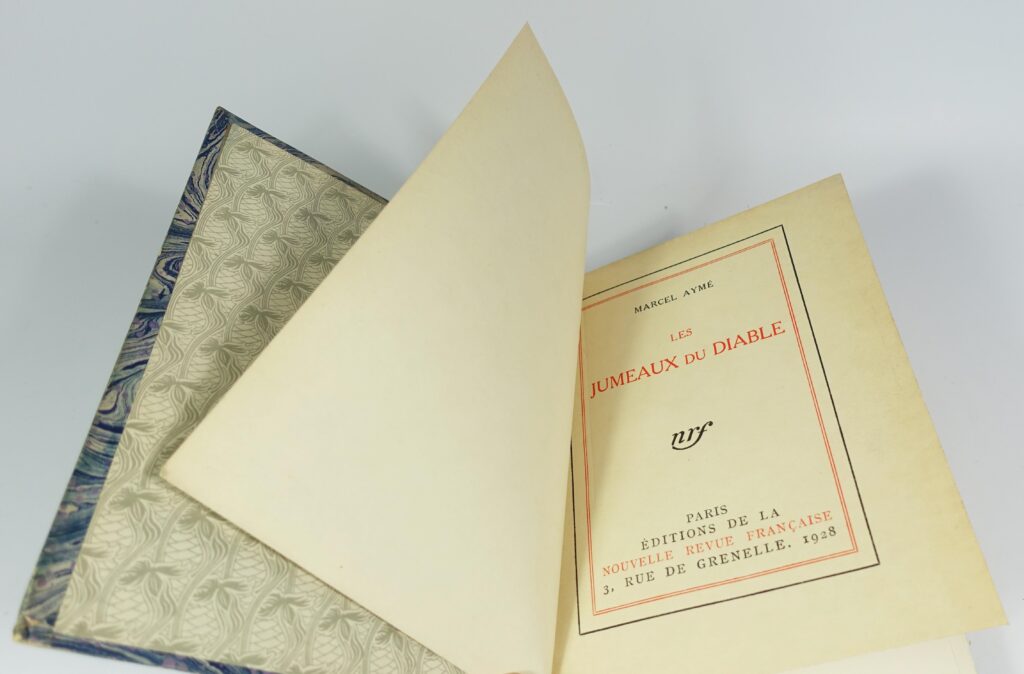 MARCEL AYMÉ
LES
JUMEAUX DU DIABLE
nrf
PARIS
ÉDITIONS DE LA
NOUVELLE REVUE FRANÇAISE
3, RUE DE GRENELLE. 1928